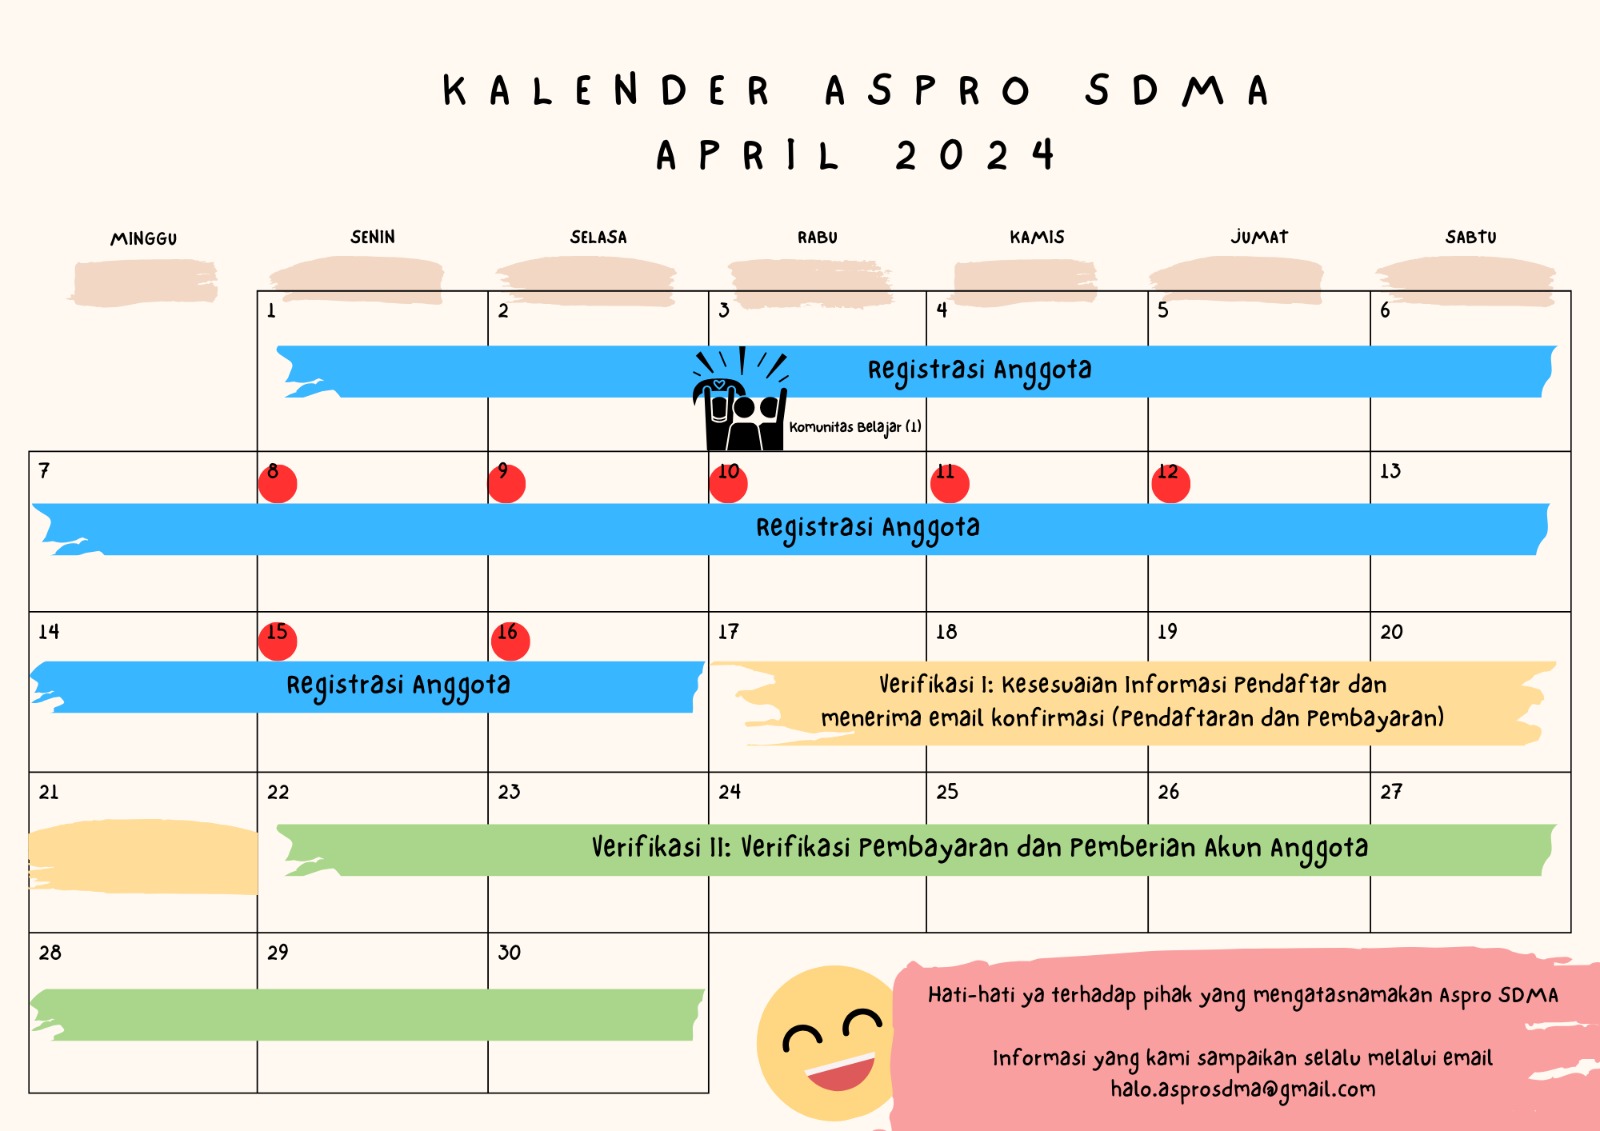 KALENDER ASPRO SDMA
APRIL 2024
MINGGU SENIN SELASA RABU KAMIS JUMAT SABTU
1 2 3 4 5 6
Registrasi Anggota
Komunitas Belajar (1)
7 8 9 10 11 12 13
Registrasi Anggota
14 15 16 17 18 19 20
Registrasi Anggota
Verifikasi I: Kesesuaian Informasi Pendaftar dan
menerima email konfirmasi (Pendaftaran dan Pembayaran)
21 22 23 24 25 26 27
Verifikasi II: Verifikasi Pembayaran dan Pemberian Akun Anggota
28 29 30
Hati-hati ya terhadap pihak yang mengatasnamakan Aspro SDMA
Informasi yang kami sampaikan selalu melalui email
halo.asprosdma@gmail.com